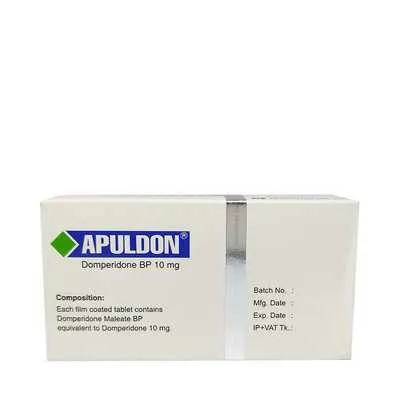 APULDON®
Domperidone BP 10 mg
Composition:
Each film coated tablet contains
Domperidone Maleate BP
equivalent to Domperidone 10 mg.
Batch No. :
Mfg. Date :
Exp. Date :
IP+VAT Tk.: